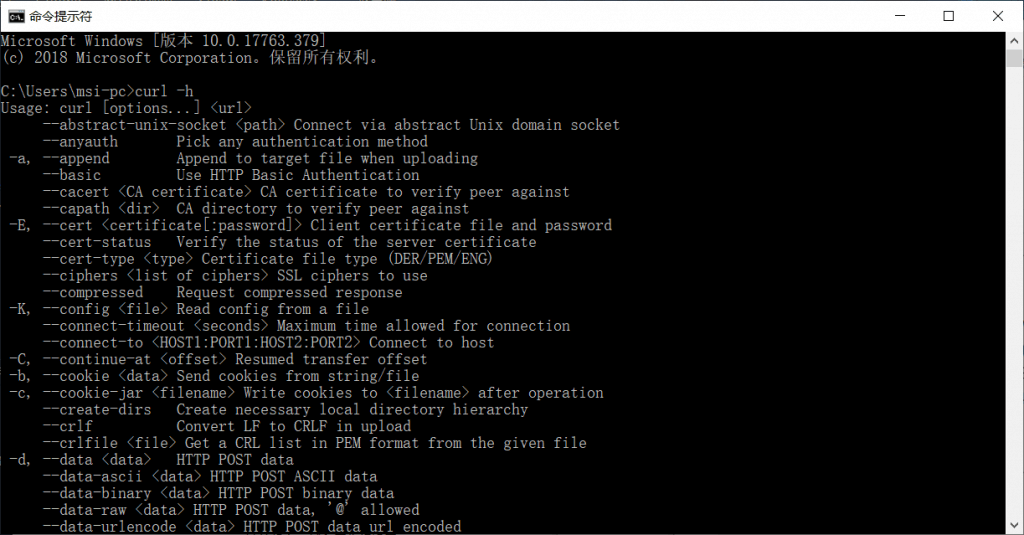 命令提示符
Microsoft Windows [版本 10.0.17763.379]
(c) 2018 Microsoft Corporation。保留所有权利。
C:\Users\msi-pc>curl -h
Usage: curl [options...] <url>
     --abstract-unix-socket <path> Connect via abstract Unix domain socket
     --anyauth       Pick any authentication method
 -a, --append        Append to target file when uploading
     --basic         Use HTTP Basic Authentication
     --cacert <CA certificate> CA certificate to verify peer against
     --capath <dir>  CA directory to verify peer against
 -E, --cert <certificate[:password]> Client certificate file and password
     --cert-status   Verify the status of the server certificate
     --cert-type <type> Certificate file type (DER/PEM/ENG)
     --ciphers <list of ciphers> SSL ciphers to use
     --compressed    Request compressed response
 -K, --config <file> Read config from a file
     --connect-timeout <seconds> Maximum time allowed for connection
     --connect-to <HOST1:PORT1:HOST2:PORT2> Connect to host
 -C, --continue-at <offset> Resumed transfer offset
 -b, --cookie <data> Send cookies from string/file
 -c, --cookie-jar <filename> Write cookies to <filename> after operation
     --create-dirs   Create necessary local directory hierarchy
     --crlf          Convert LF to CRLF in upload
     --crlfile <file> Get a CRL list in PEM format from the given file
 -d, --data <data>   HTTP POST data
     --data-ascii <data> HTTP POST ASCII data
     --data-binary <data> HTTP POST binary data
     --data-raw <data> HTTP POST data, '@' allowed
     --data-urlencode <data> HTTP POST data url encoded